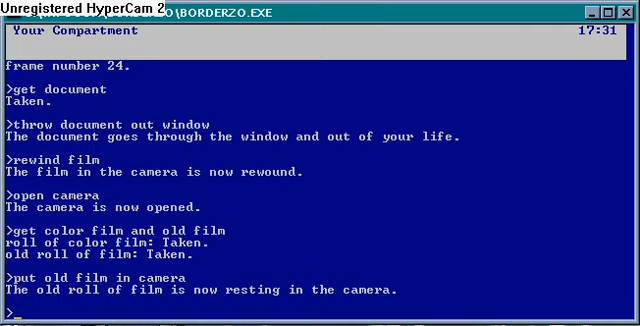 Unregistered HyperCam 2
\BORDERZO.EXE
Your Compartment 17:31
frame number 24.
>get document
Taken.
>throw document out window
The document goes through the window and out of your life.
>rewind film
The film in the camera is now rewound.
>open camera
The camera is now opened.
>get color film and old film
roll of color film: Taken.
old roll of film: Taken.
>put old film in camera
The old roll of film is now resting in the camera.
>_